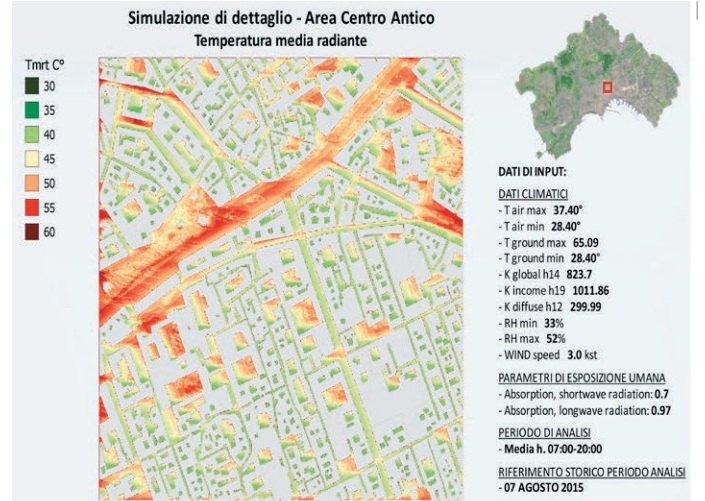 Simulazione di dettaglio - Area Centro Antico
Temperatura media radiante
Tmrt C°
30
35
40
45
50
55
60
DATI DI INPUT:
DATI CLIMATICI
- T air max 37.40°
- T air min 28.40°
- T ground max 65.09
- T ground min 28.40°
- K global h14 823.7
- K income h19 1011.86
- K diffuse h12 299.99
- RH min 33%
- RH max 52%
- WIND speed 3.0 kst
PARAMETRI DI ESPOSIZIONE UMANA
- Absorption, shortwave radiation: 0.7
- Absorption, longwave radiation: 0.97
PERIODO DI ANALISI
- Media h. 07:00-20:00
RIFERIMENTO STORICO PERIODO ANALISI
- 07 AGOSTO 2015